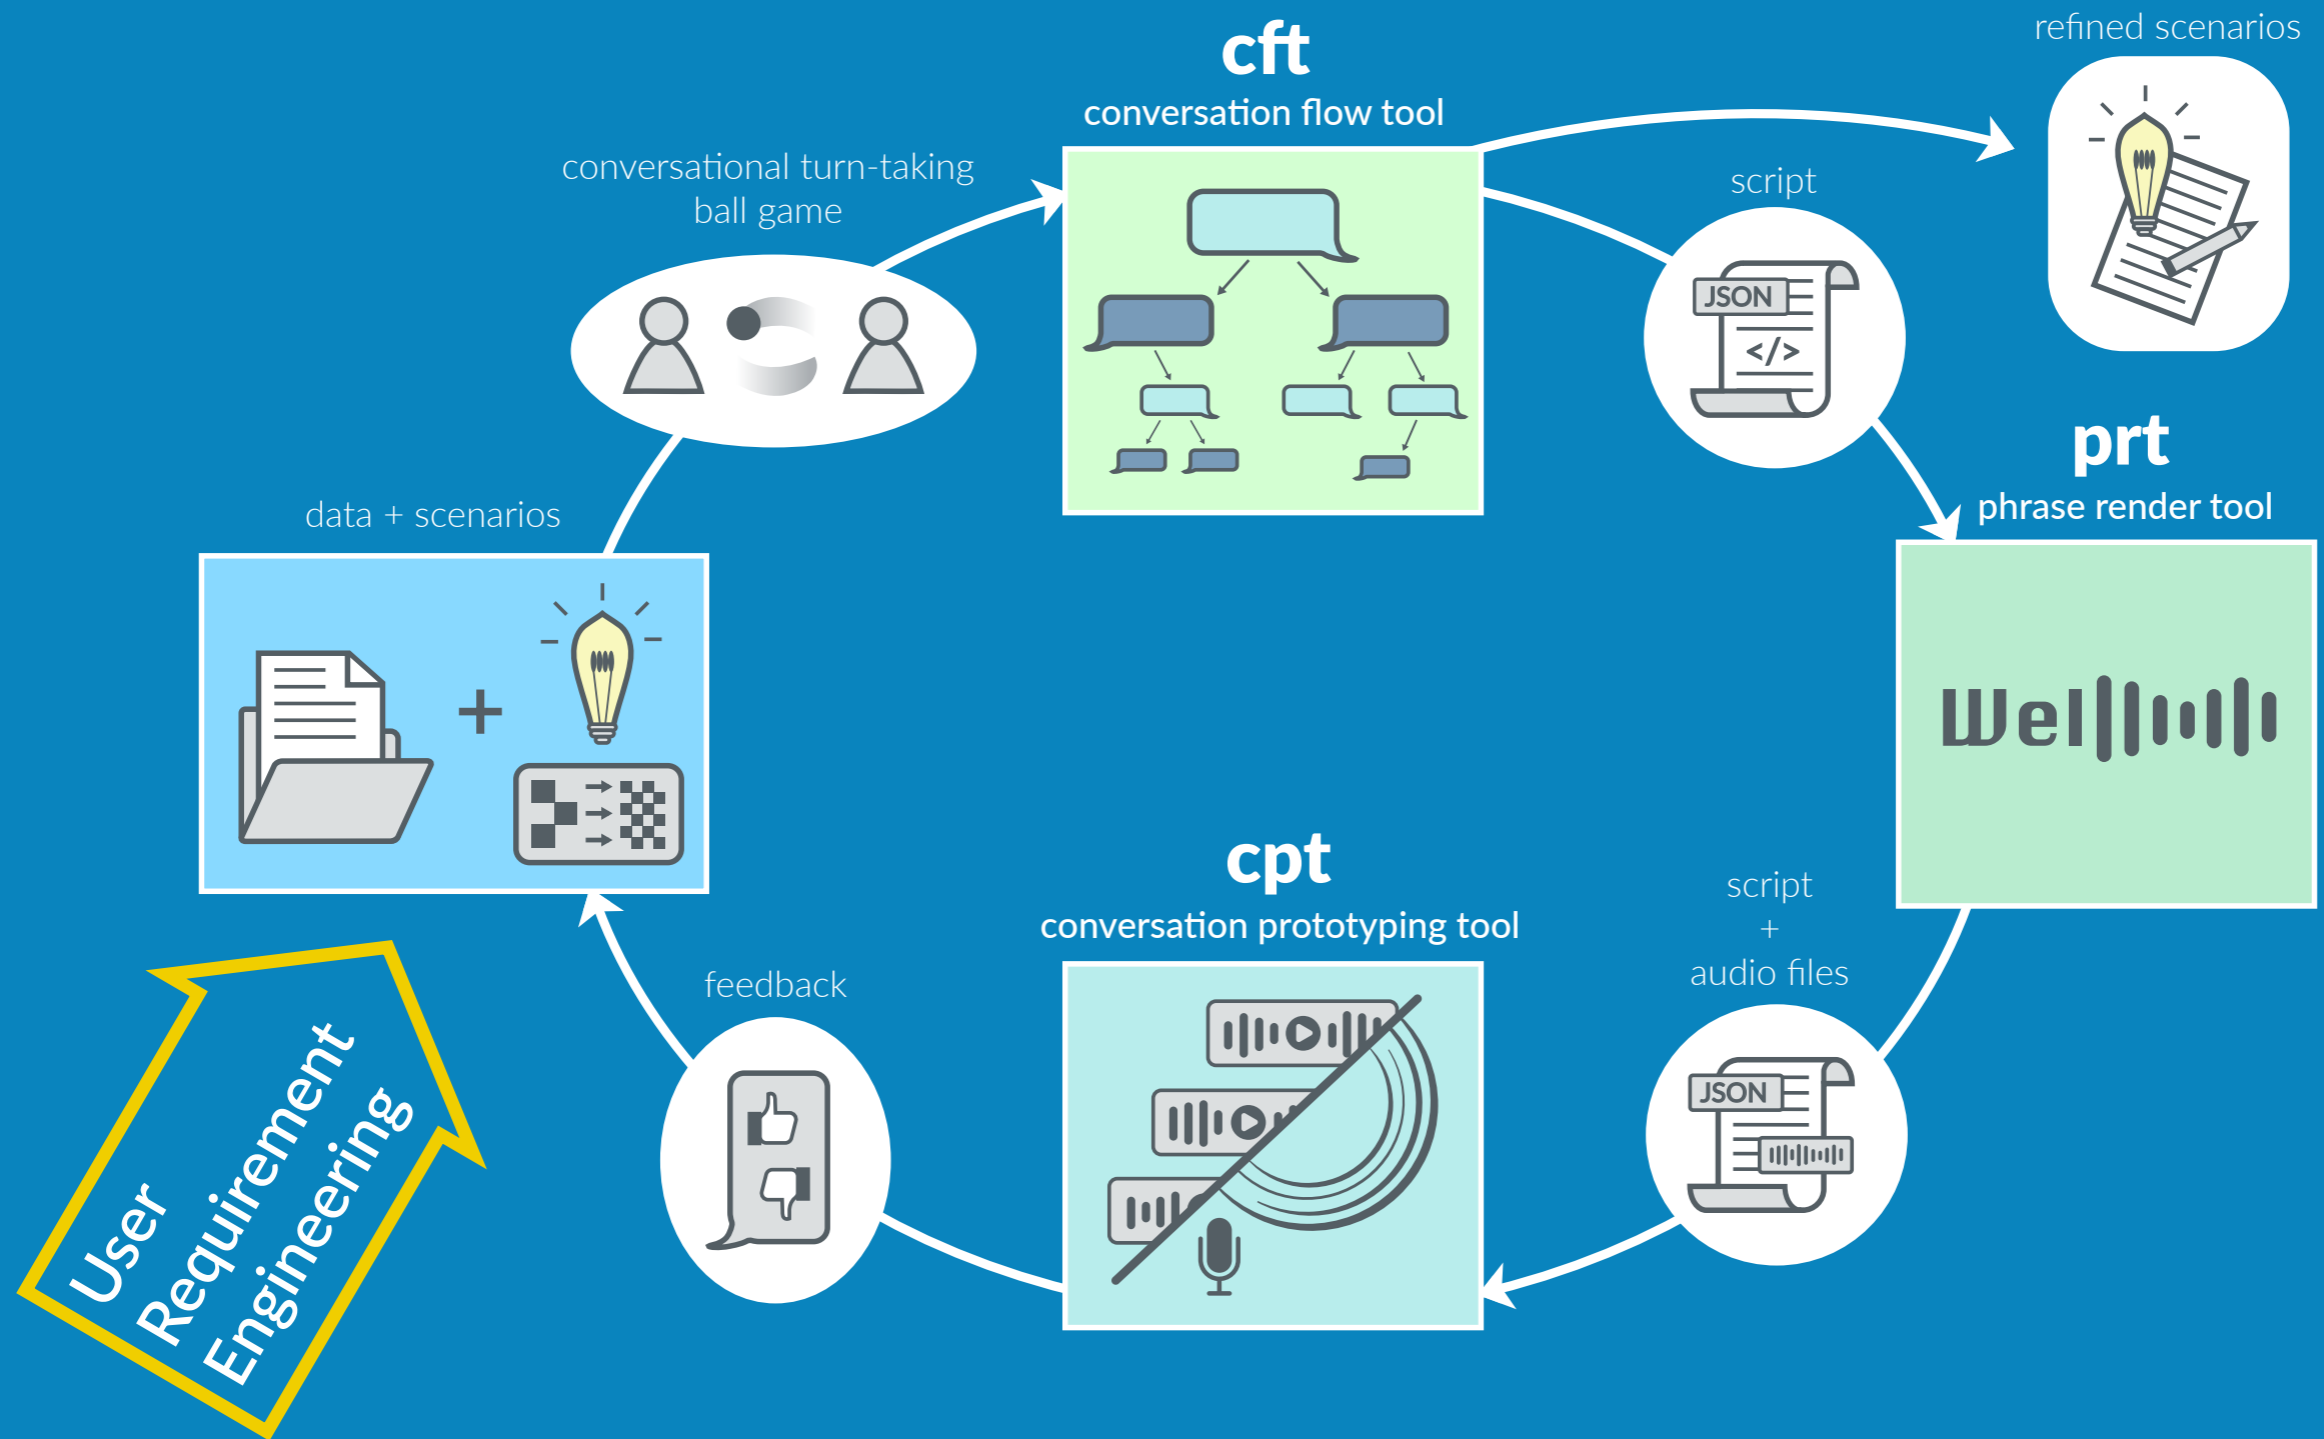 cft
conversation flow tool
refined scenarios
conversational turn-taking
ball game
script
JSON
</>
prt
phrase render tool
data + scenarios
+
Wel
cpt
conversation prototyping tool
script
+
audio files
JSON
feedback
User
Requirement
Engineering